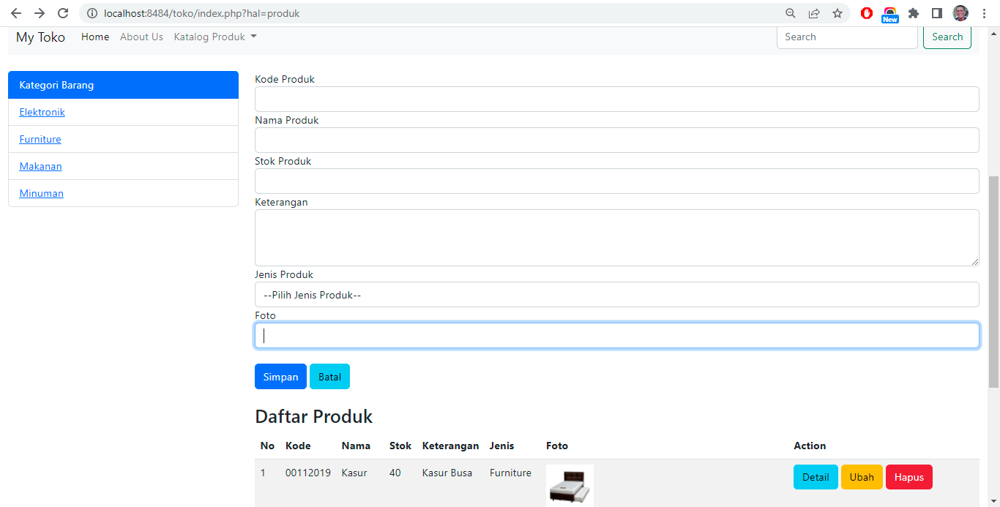 localhost:8484/toko/index.php?hal=produk
New
My Toko Home About Us Katalog Produk Search Search
Kategori Barang
Elektronik
Furniture
Makanan
Minuman
Kode Produk
Nama Produk
Stok Produk
Keterangan
Jenis Produk
--Pilih Jenis Produk--
Foto
Simpan Batal
Daftar Produk
No Kode Nama Stok Keterangan Jenis Foto Action
1 00112019 Kasur 40 Kasur Busa Furniture Detail Ubah Hapus